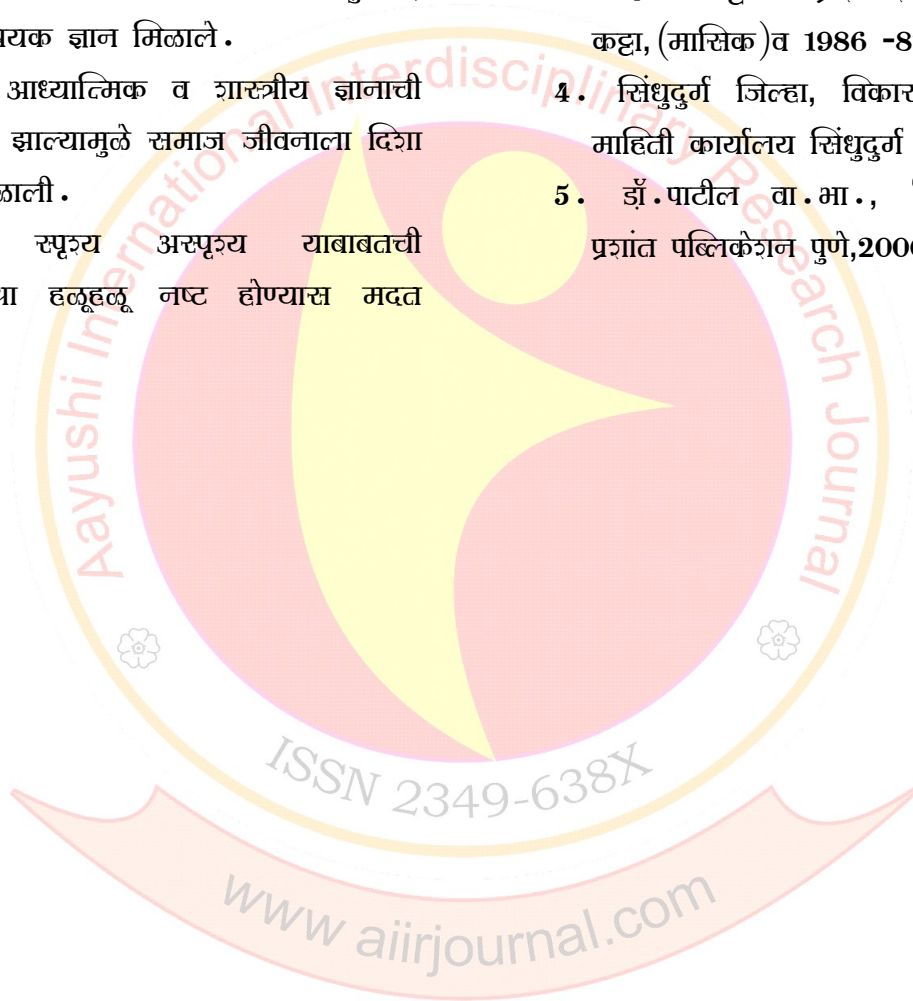 ज्ञान मिळाले.
आध्यात्मिक व शास्त्रीय ज्ञानाची
झाल्यामुळे समाज जीवनाला दिशा
स्पृश्य अस्पृश्य याबाबतची
हळूहळू नष्ट होण्यास मदत
कट्टा,(मासिक)व 1986 -8
4. सिंधुदुर्ग जिल्हा, विकास
माहिती कार्यालय सिंधुदुर्ग
5. डॉ.पाटील वा.भा.,
प्रशांत पब्लिकेशन पुणे,200
Aayushi International Interdisciplinary Research Journal
ISSN 2349-638X
www aiirjournal.com